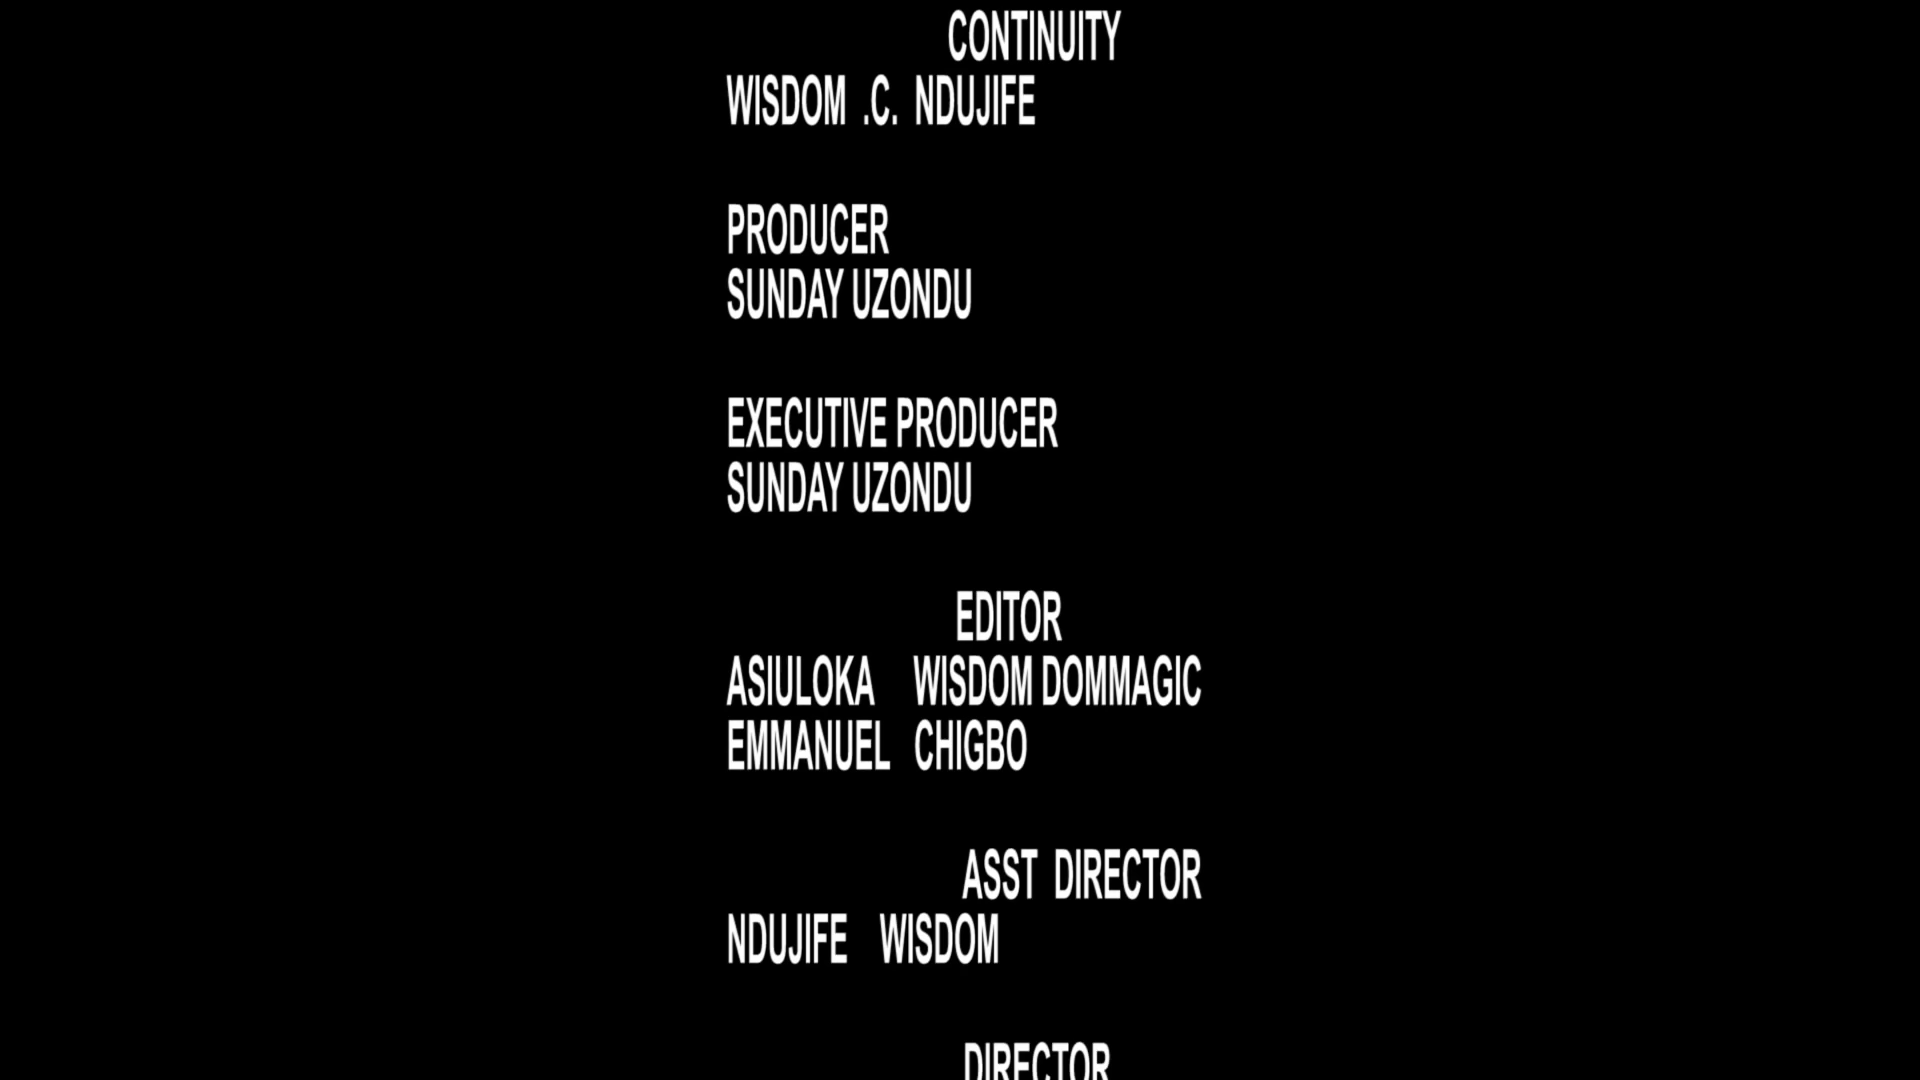 CONTINUITY
WISDOM .C. NDUJIFE
PRODUCER
SUNDAY UZONDU
EXECUTIVE PRODUCER
SUNDAY UZONDU
EDITOR
ASIULOKA WISDOM DOMMAGIC
EMMANUEL CHIGBO
ASST DIRECTOR
NDUJIFE WISDOM
DIRECTOR